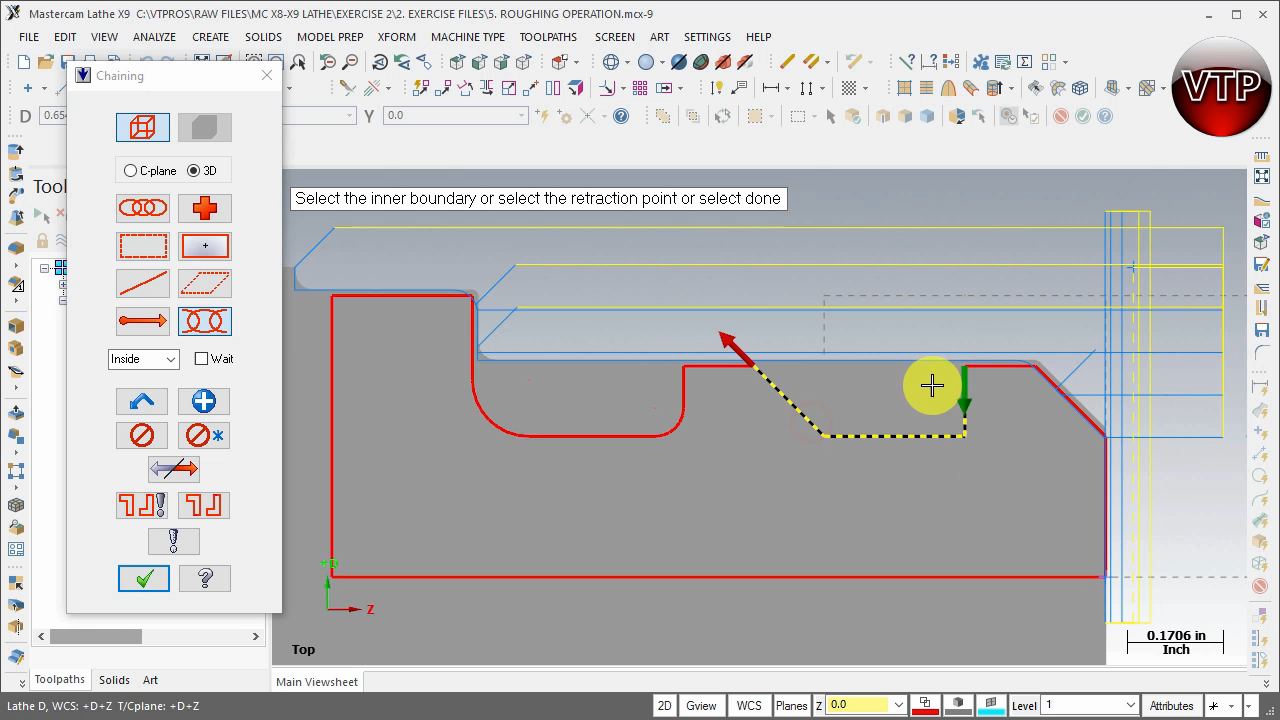 Mastercam Lathe X9 C:\VTPROS\RAW FILES\MC X8-X9 LATHE\EXERCISE 2\2. EXERCISE FILES\5. ROUGHING OPERATION.mcx-9
FILE EDIT VIEW ANALYZE CREATE SOLIDS MODEL PREP XFORM MACHINE TYPE TOOLPATHS SCREEN ART SETTINGS HELP
VTP
Chaining
D 0.654 Y 0.0
C-plane 3D
Toolpaths
Select the inner boundary or select the retraction point or select done
Inside Wait
+D
Z
Top
0.1706 in
Inch
Toolpaths Solids Art Main Viewsheet
Lathe D, WCS: +D+Z T/Cplane: +D+Z 2D Gview WCS Planes Z 0.0 Level 1 Attributes